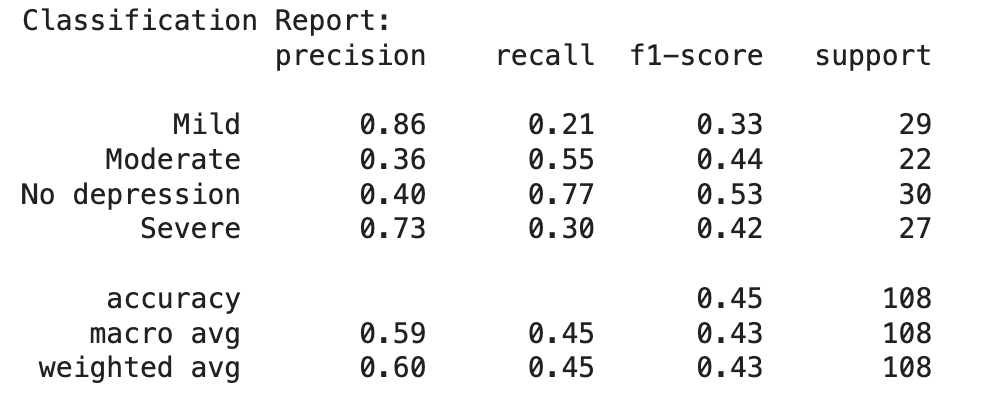 Classification Report:
precision recall f1-score support
Mild 0.86 0.21 0.33 29
Moderate 0.36 0.55 0.44 22
No depression 0.40 0.77 0.53 30
Severe 0.73 0.30 0.42 27
accuracy 0.45 108
macro avg 0.59 0.45 0.43 108
weighted avg 0.60 0.45 0.43 108